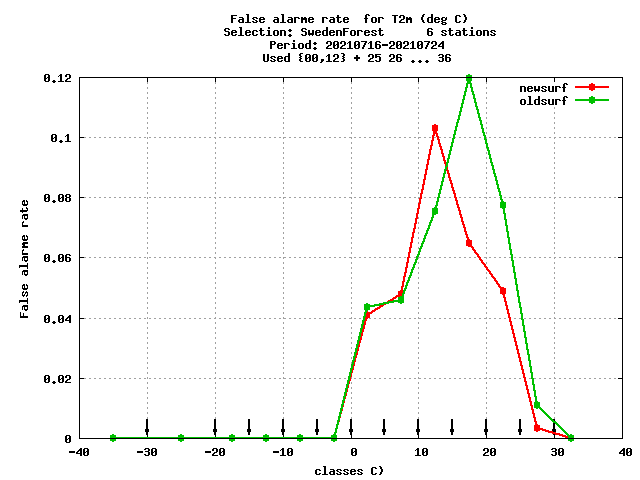 False alarme rate  for T2m (deg C)
Selection: SwedenForest      6 stations
Period: 20210716-20210724
Used {00,12} + 25 26 ... 36
newsurf
oldsurf
0.12
0.1
0.08
0.06
0.04
0.02
0
False alarme rate
-40 -30 -20 -10 0 10 20 30 40
classes C)